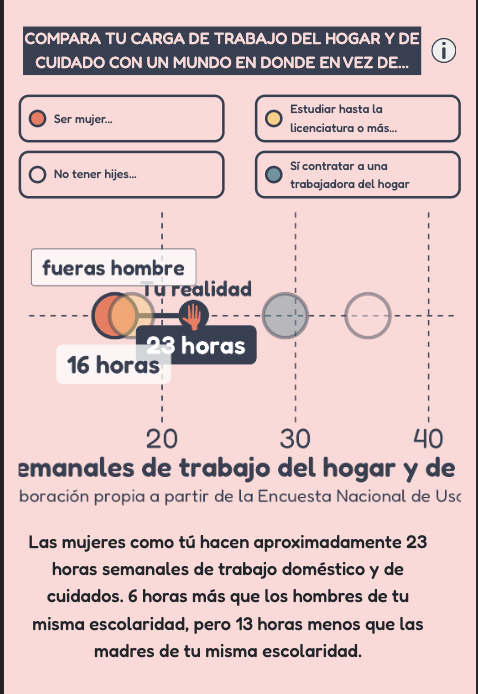 COMPARA TU CARGA DE TRABAJO DEL HOGAR Y DE
CUIDADO CON UN MUNDO EN DONDE EN VEZ DE...
i
Ser mujer...
Estudiar hasta la
licenciatura o más...
No tener hijes...
Sí contratar a una
trabajadora del hogar
fueras hombre
Tu realidad
23 horas
16 horas
20 30 40
emanales de trabajo del hogar y de
boración propia a partir de la Encuesta Nacional de Uso
Las mujeres como tú hacen aproximadamente 23
horas semanales de trabajo doméstico y de
cuidados. 6 horas más que los hombres de tu
misma escolaridad, pero 13 horas menos que las
madres de tu misma escolaridad.